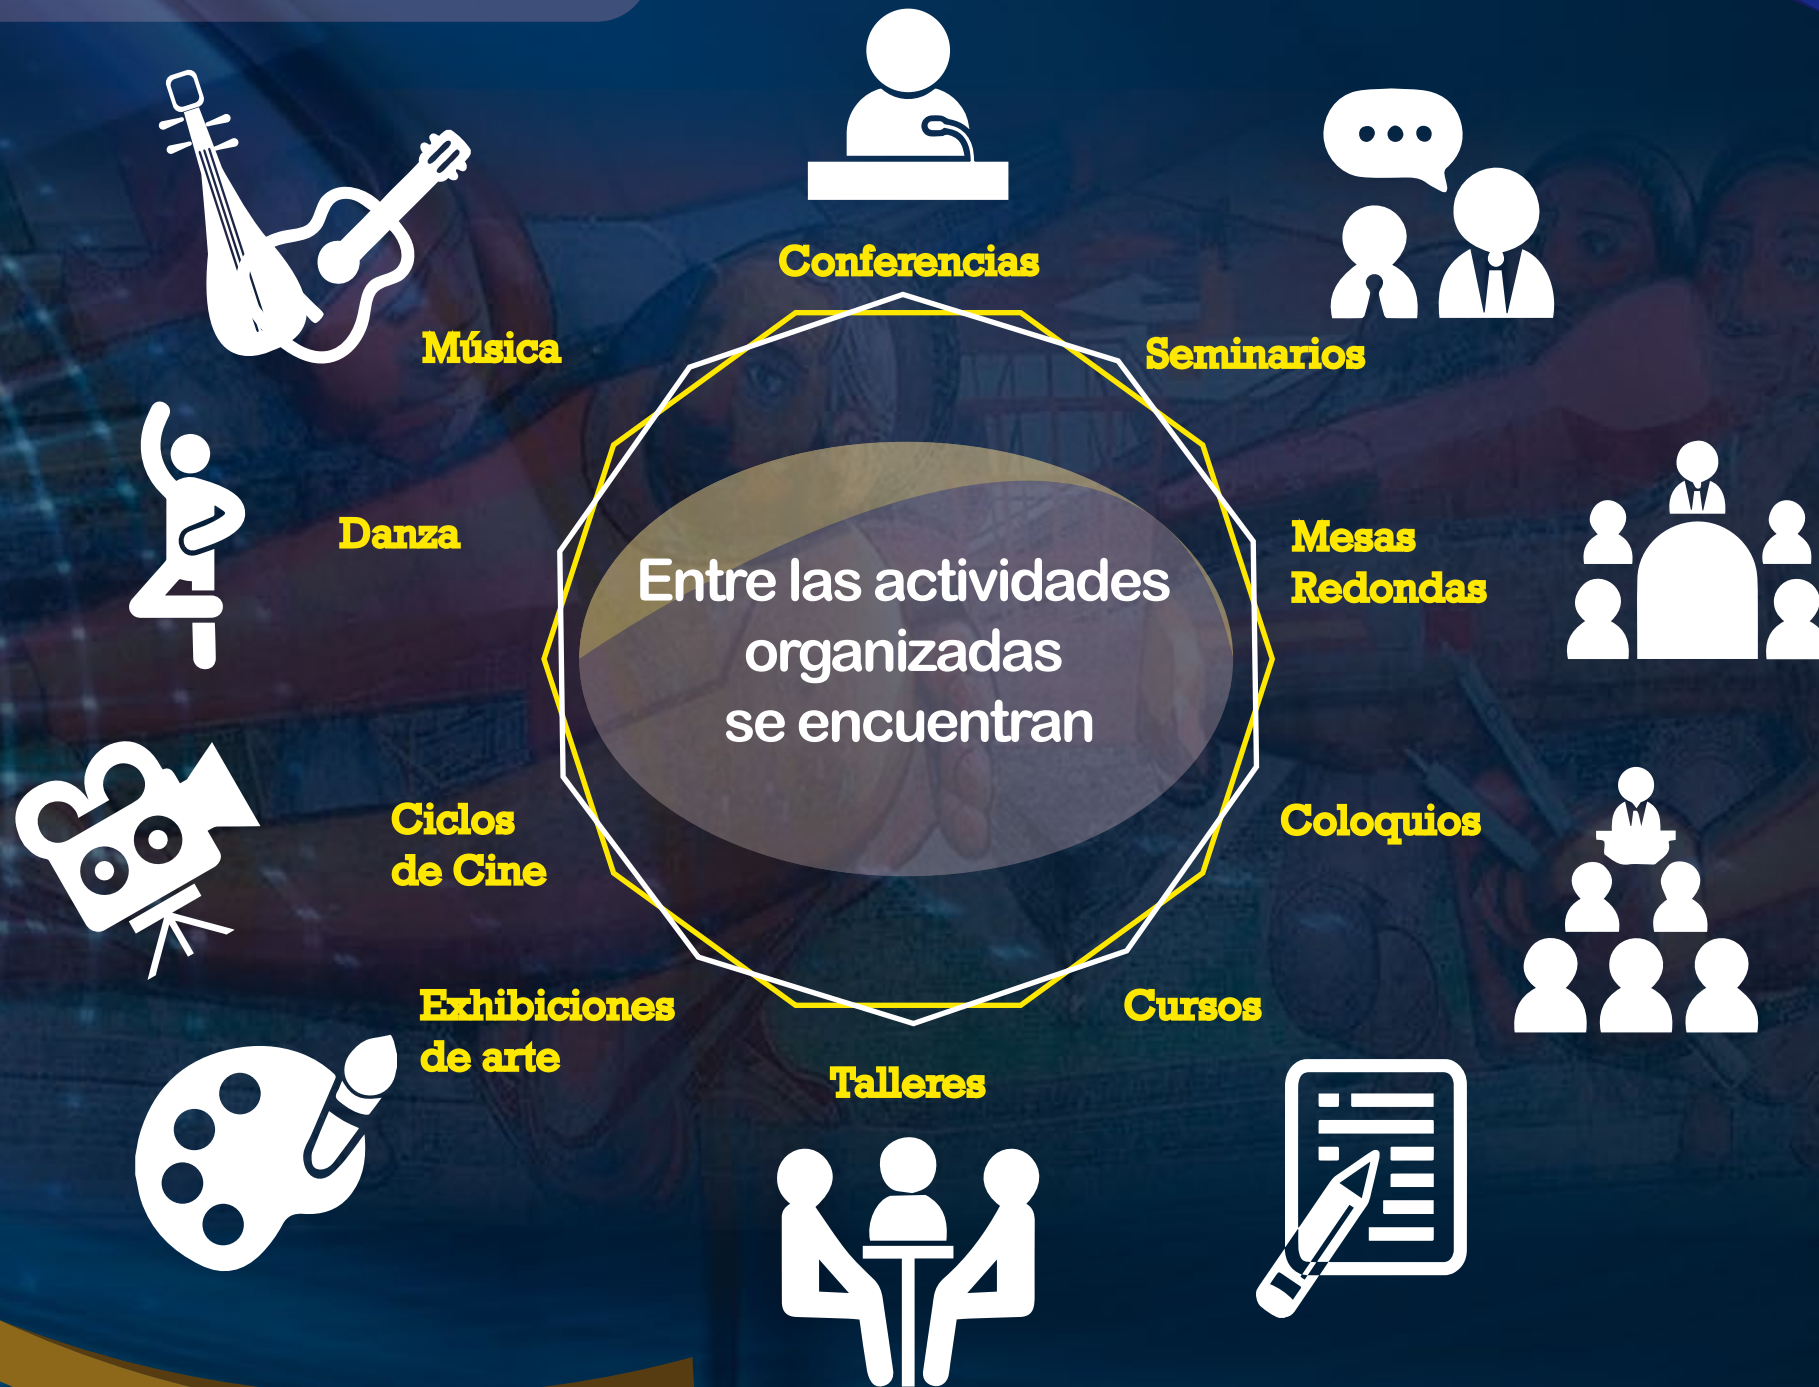 Conferencias
Música
Seminarios
Danza
Mesas
Redondas
Entre las actividades
organizadas
se encuentran
Ciclos
de Cine
Coloquios
Exhibiciones
de arte
Cursos
Talleres